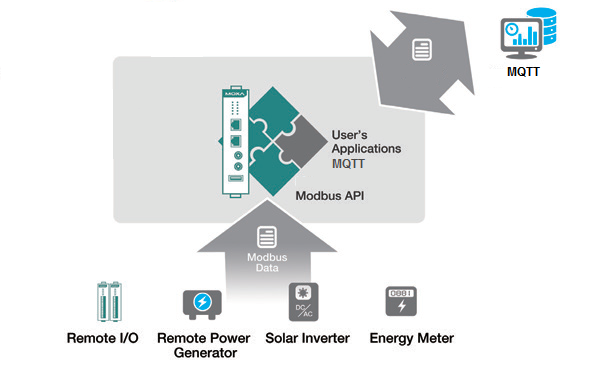 MQTT
MOXA
User's
Applications
MQTT
Modbus API
Modbus
Data
DC/
AC
0881
Remote I/O
Remote Power
Generator
Solar Inverter
Energy Meter